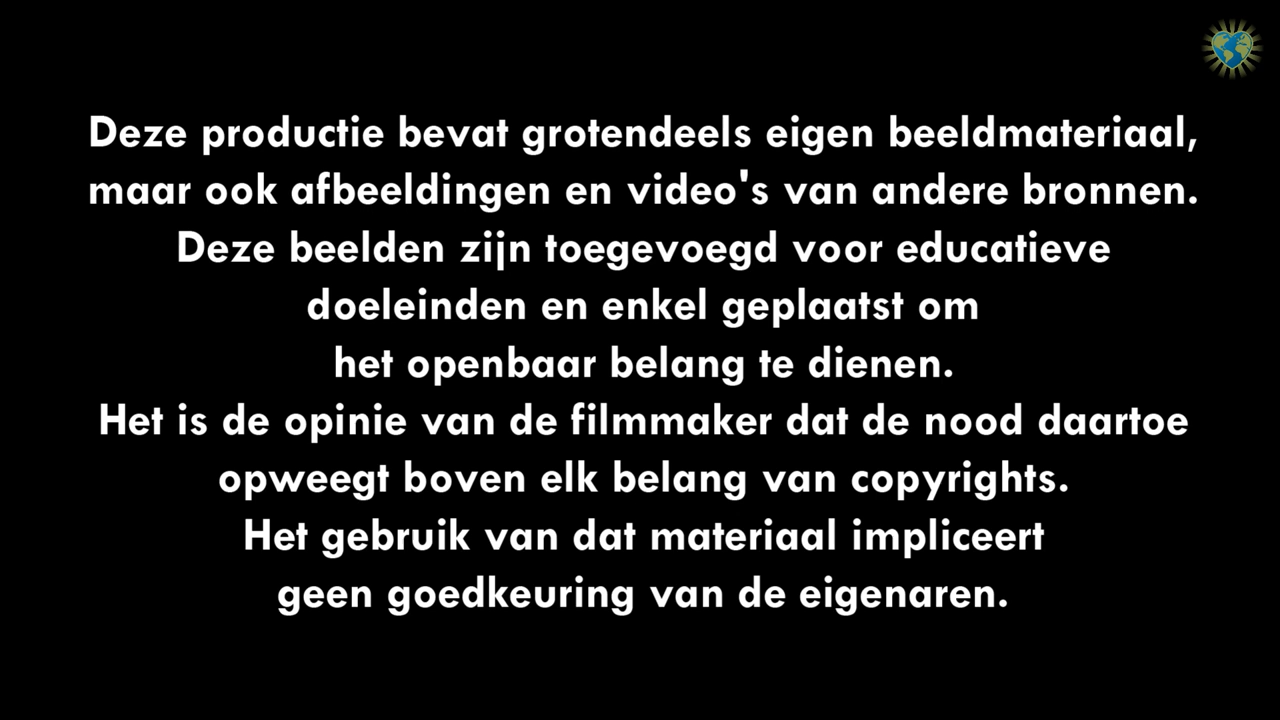 Deze productie bevat grotendeels eigen beeldmateriaal,
maar ook afbeeldingen en video's van andere bronnen.
Deze beelden zijn toegevoegd voor educatieve
doeleinden en enkel geplaatst om
het openbaar belang te dienen.
Het is de opinie van de filmmaker dat de nood daartoe
opweegt boven elk belang van copyrights.
Het gebruik van dat materiaal impliceert
geen goedkeuring van de eigenaren.